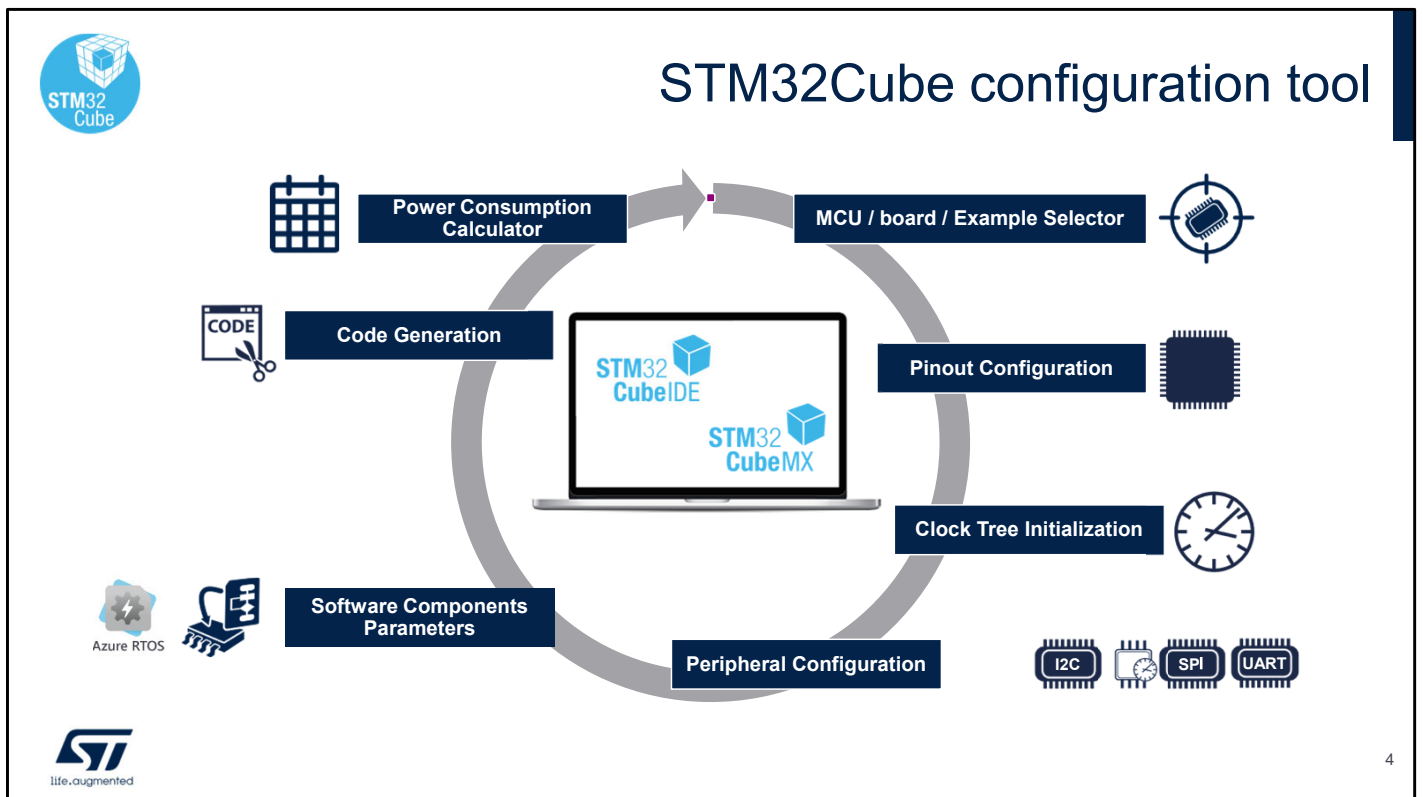 STM32
Cube
STM32Cube configuration tool
Power Consumption
Calculator
MCU / board / Example Selector
CODE
Code Generation
STM32
CubeIDE
STM32
CubeMX
Pinout Configuration
Clock Tree Initialization
Azure RTOS
Software Components
Parameters
Peripheral Configuration
I2C
SPI
UART
ST
life.augmented
4